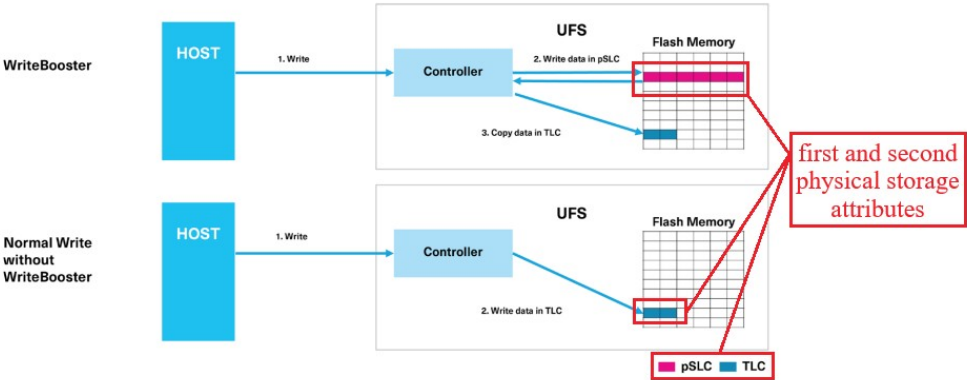 UFS
HOST
Flash Memory
WriteBooster
1. Write
Controller
2. Write data in pSLC
3. Copy data in TLC
first and second
physical storage
attributes
UFS
HOST
Flash Memory
Normal Write
without
WriteBooster
1. Write
Controller
2. Write data in TLC
pSLC
TLC